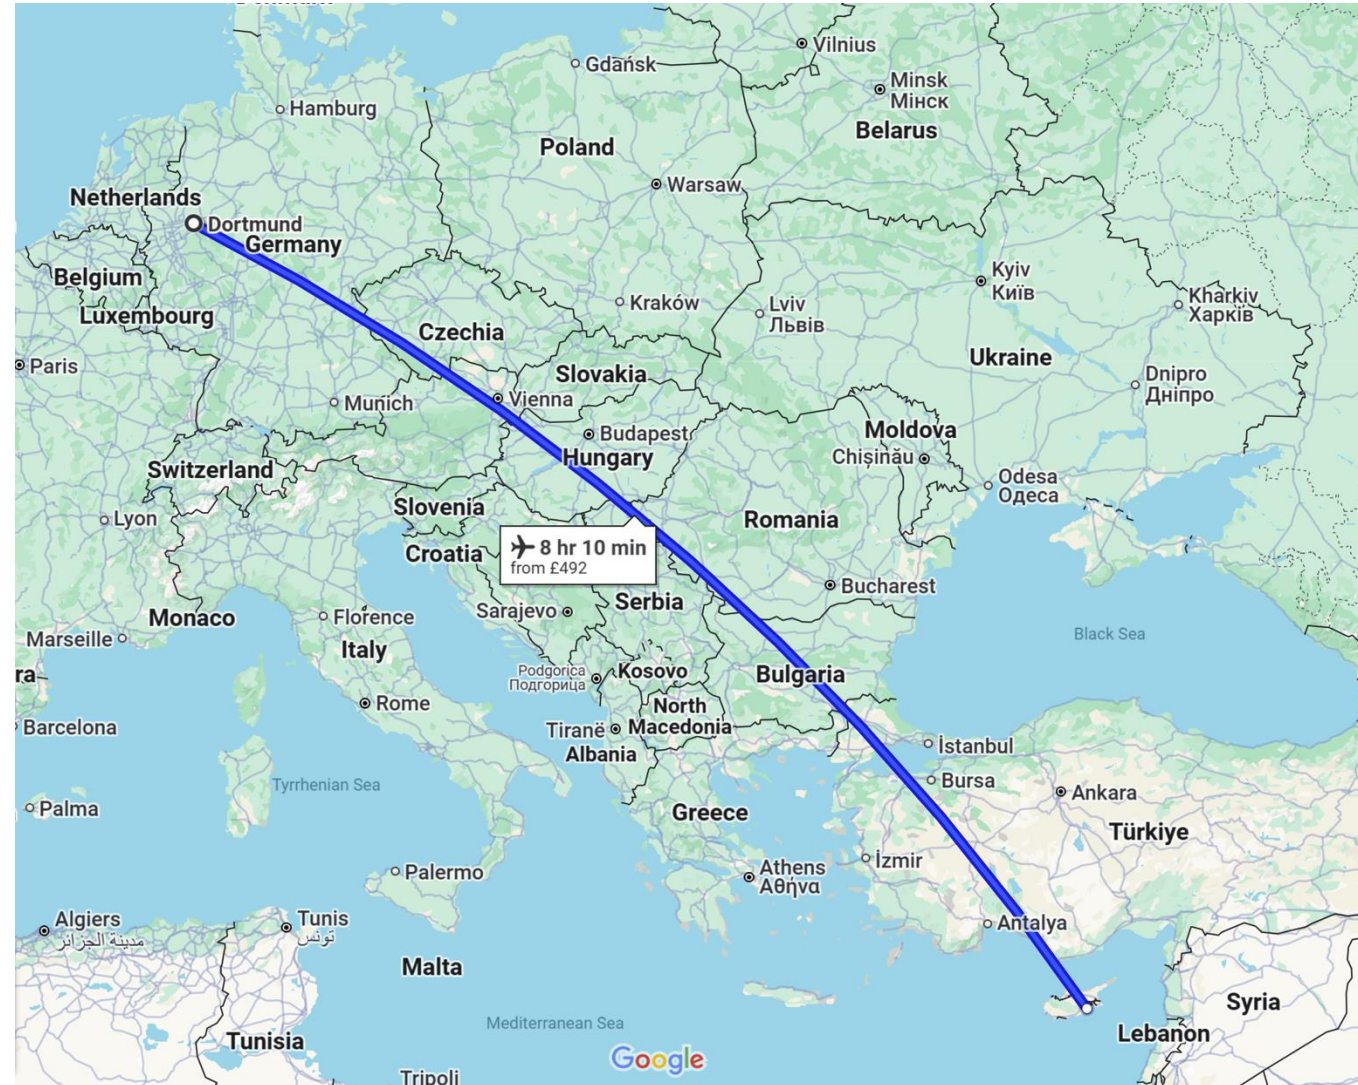 Vilnius
Gdańsk
Minsk
Мінск
Hamburg
Belarus
Poland
Warsaw
Netherlands
Dortmund
Germany
Belgium
Kyiv
Київ
Kraków
Lviv
Львів
Kharkiv
Харків
Luxembourg
Czechia
Ukraine
Paris
Slovakia
Dnipro
Дніпро
Munich
Vienna
Budapest
Moldova
Chișinău
Hungary
Switzerland
Odesa
Одеса
Slovenia
Lyon
Romania
Croatia
8 hr 10 min
from £492
Bucharest
Serbia
Sarajevo
Monaco
Florence
Marseille
Italy
Black Sea
ra
Podgorica
Подгорица
Kosovo
Bulgaria
Rome
North
Macedonia
Barcelona
Tiranë
Albania
İstanbul
Tyrrhenian Sea
Bursa
Ankara
Palma
Greece
Türkiye
İzmir
Athens
Αθήνα
Palermo
Algiers
مدينة الجزائر
Tunis
تونس
Antalya
Malta
Syria
Mediterranean Sea
Lebanon
Tunisia
Google
Tripoli